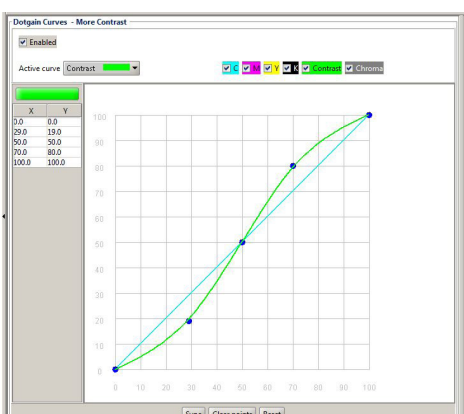 Dotgain Curves - More Contrast
Enabled
Active curve Contrast C M Y K Contrast Chroma
X Y
0.0 0.0
29.0 19.0
50.0 50.0
70.0 80.0
100.0 100.0
100
90
80
70
60
50
40
30
20
10
0
0 10 20 30 40 50 60 70 80 90 100
Sync Clear points Reset